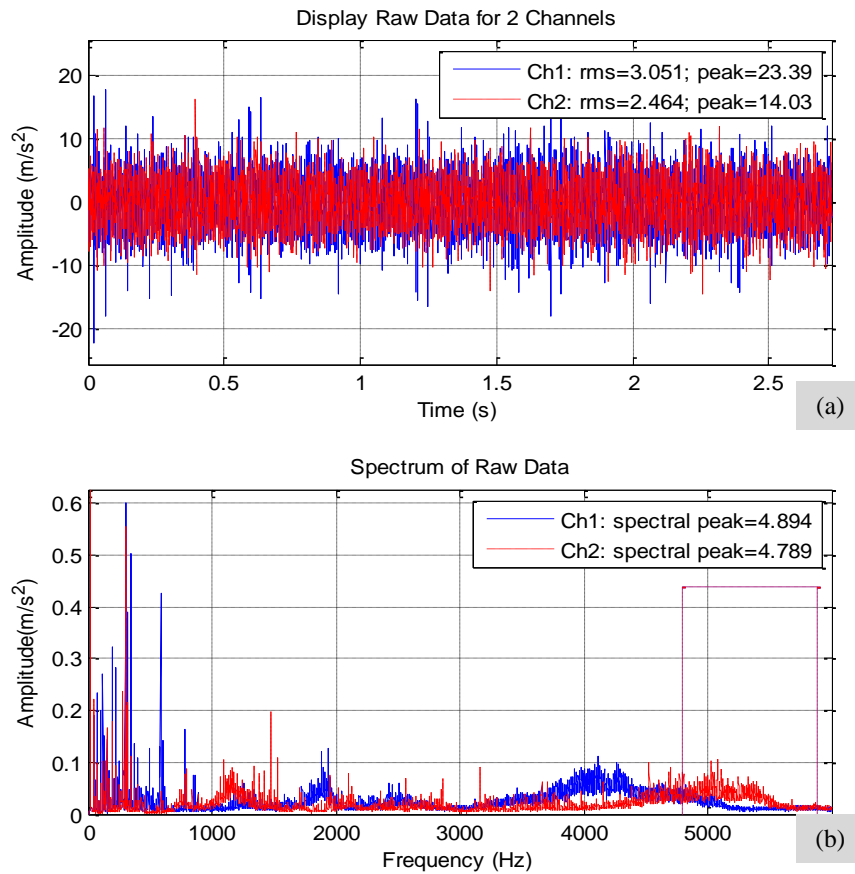 Display Raw Data for 2 Channels
Ch1: rms=3.051; peak=23.39
Ch2: rms=2.464; peak=14.03
20
10
0
-10
-20
Amplitude (m/s²)
0 0.5 1 1.5 2 2.5
Time (s)
(a)
Spectrum of Raw Data
Ch1: spectral peak=4.894
Ch2: spectral peak=4.789
0.6
0.5
0.4
0.3
0.2
0.1
0
Amplitude(m/s²)
0 1000 2000 3000 4000 5000
Frequency (Hz)
(b)